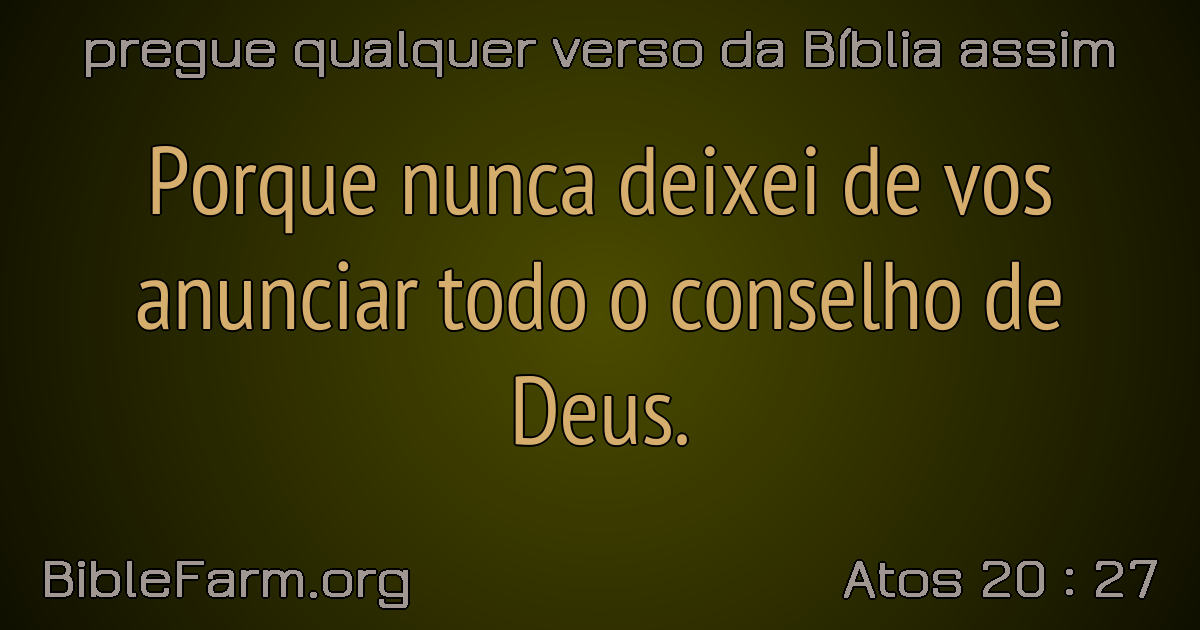 pregue qualquer verso da Bíblia assim
Porque nunca deixei de vos
anunciar todo o conselho de
Deus.
BibleFarm.org
Atos 20 : 27